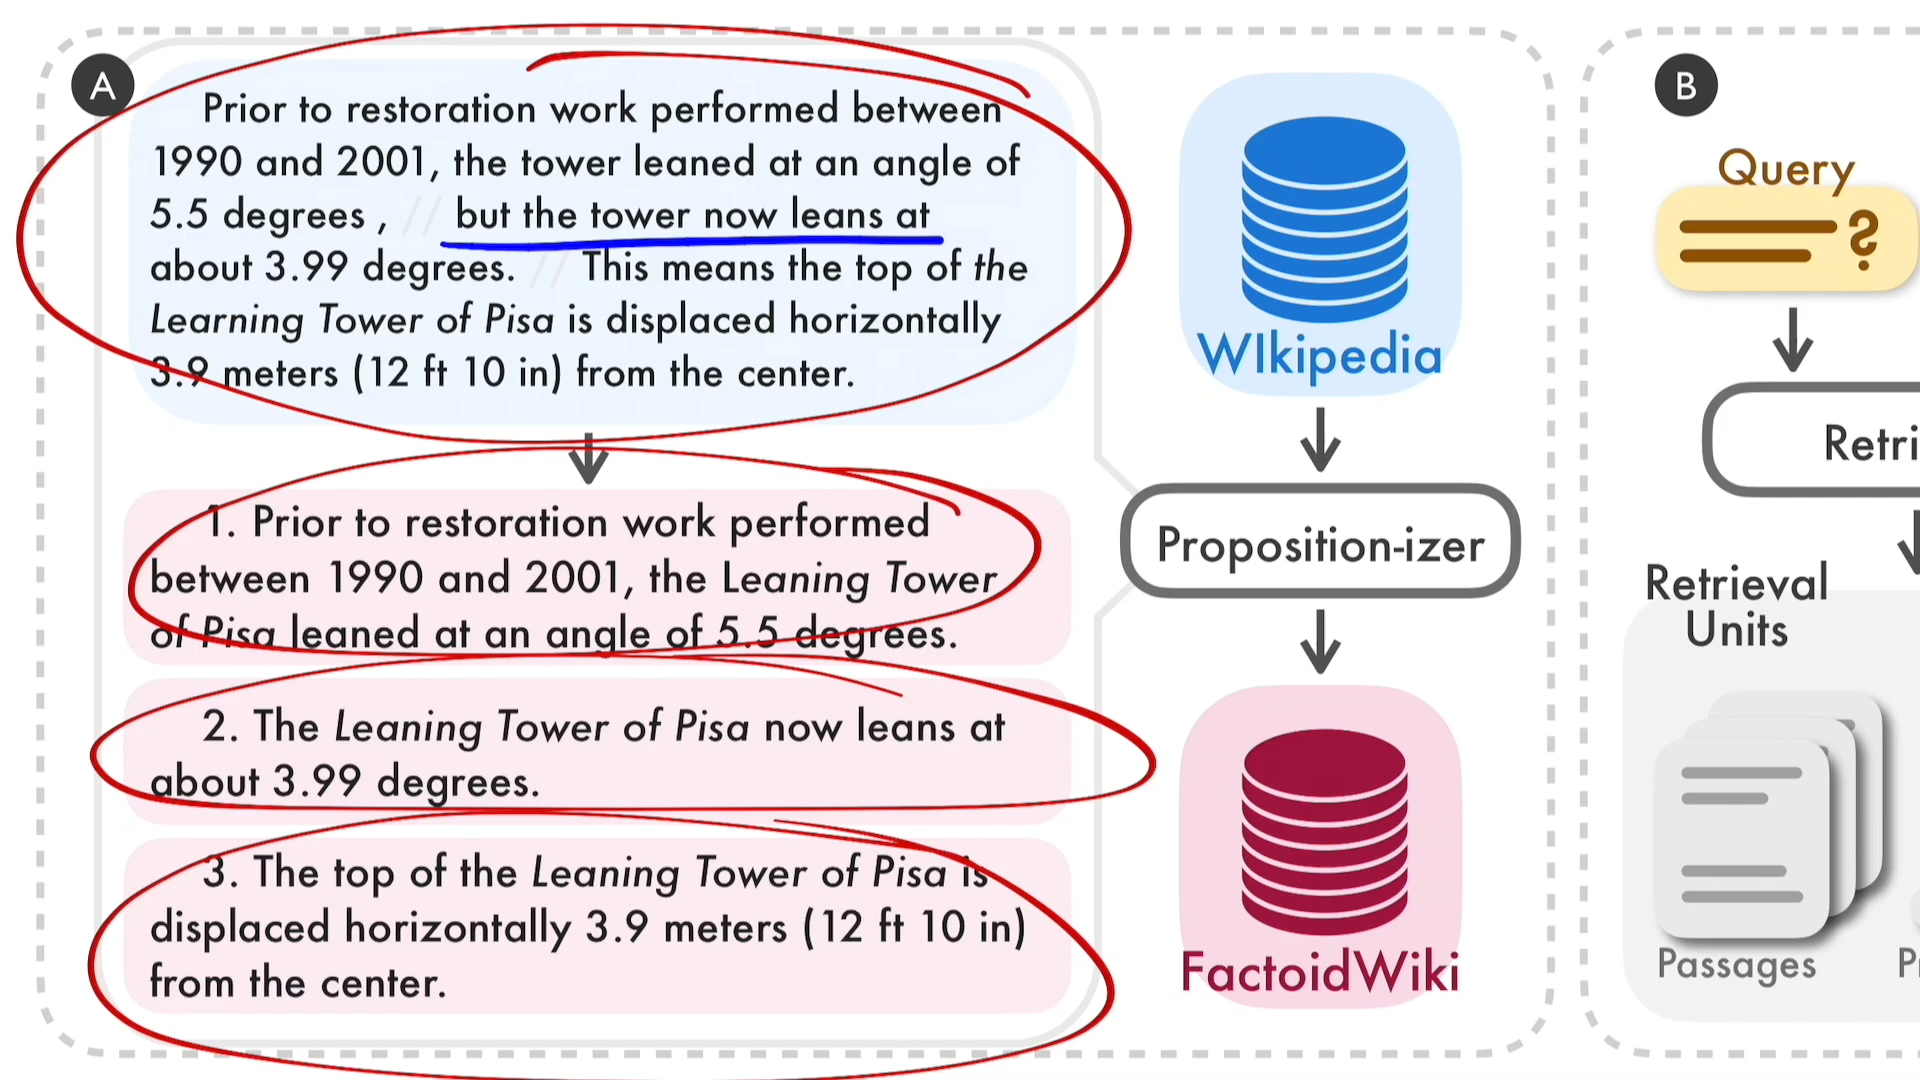 A
Prior to restoration work performed between
1990 and 2001, the tower leaned at an angle of
5.5 degrees , // but the tower now leans at
about 3.99 degrees. // This means the top of the
Learning Tower of Pisa is displaced horizontally
3.9 meters (12 ft 10 in) from the center.
1. Prior to restoration work performed
between 1990 and 2001, the Leaning Tower
of Pisa leaned at an angle of 5.5 degrees.
2. The Leaning Tower of Pisa now leans at
about 3.99 degrees.
3. The top of the Leaning Tower of Pisa is
displaced horizontally 3.9 meters (12 ft 10 in)
from the center.
WIkipedia
Proposition-izer
FactoidWiki
B
Query
?
Retri
Retrieval
Units
Passages
Pr